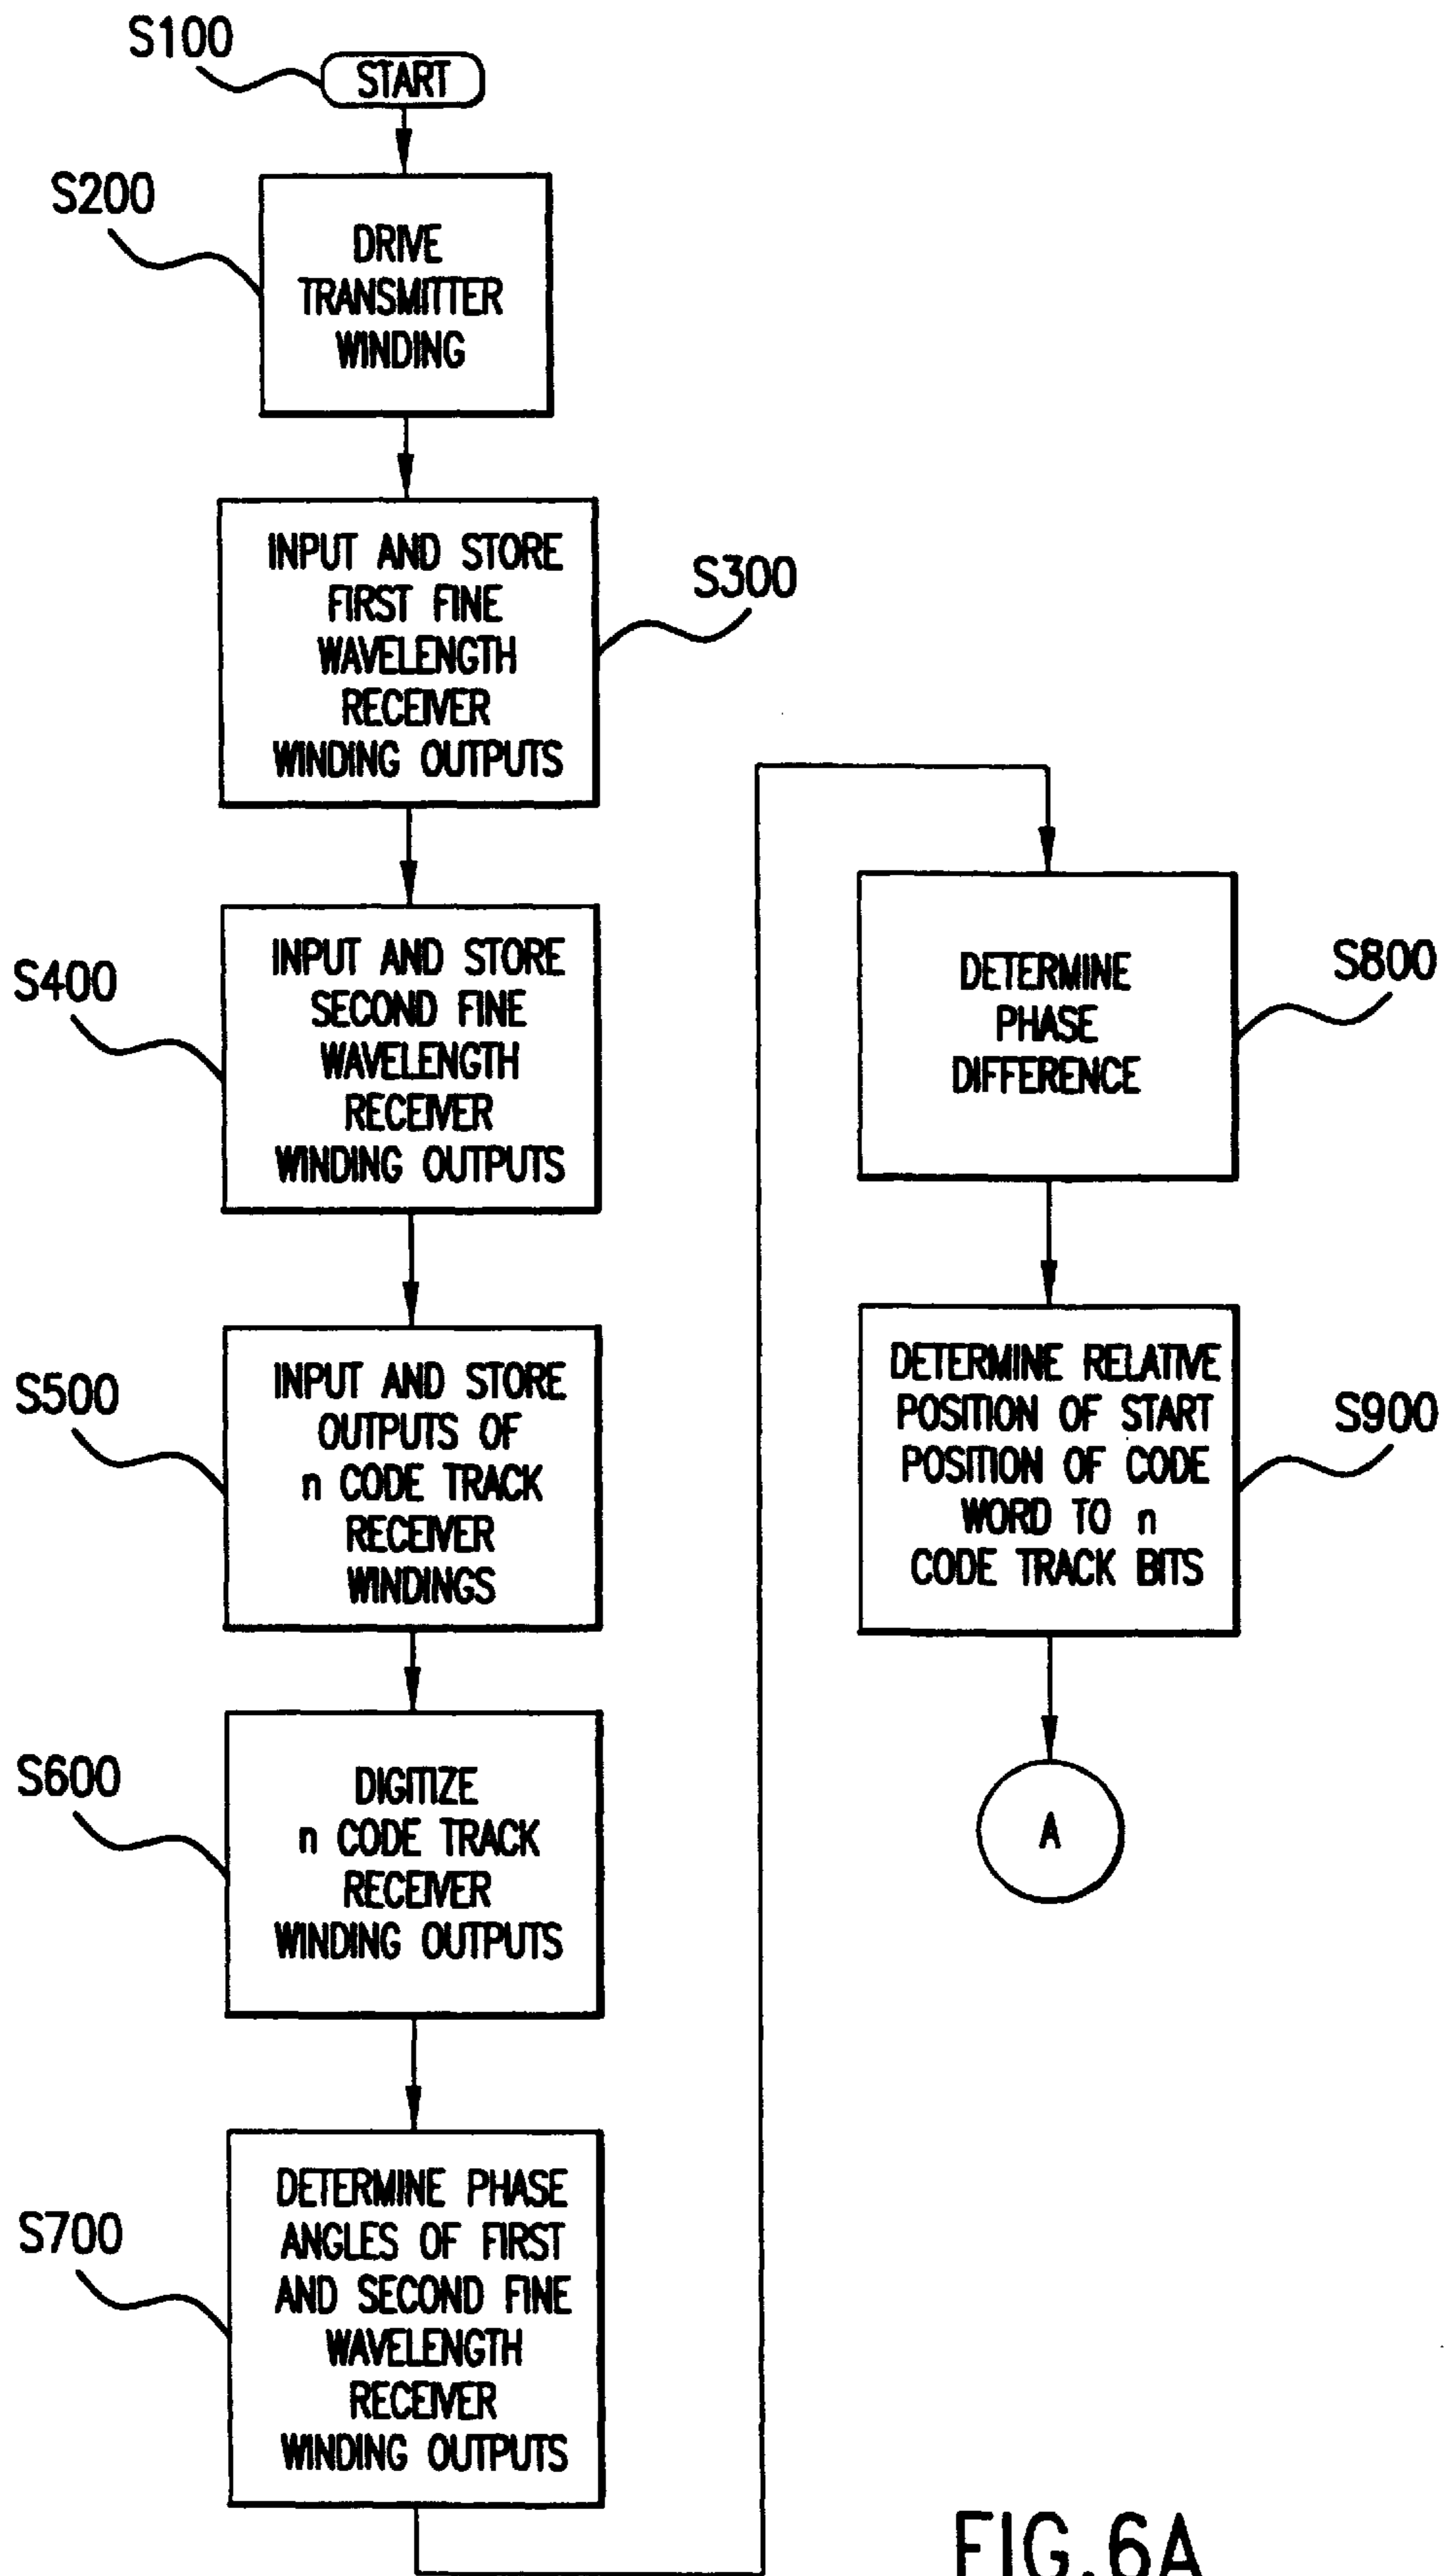 S100
START
S200
DRIVE
TRANSMITTER
WINDING
INPUT AND STORE
FIRST FINE
WAVELENGTH
RECEIVER
WINDING OUTPUTS
S300
S400
INPUT AND STORE
SECOND FINE
WAVELENGTH
RECEIVER
WINDING OUTPUTS
S500
INPUT AND STORE
OUTPUTS OF
n CODE TRACK
RECEIVER
WINDINGS
S600
DIGITIZE
n CODE TRACK
RECEIVER
WINDING OUTPUTS
S700
DETERMINE PHASE
ANGLES OF FIRST
AND SECOND FINE
WAVELENGTH
RECEIVER
WINDING OUTPUTS
DETERMINE
PHASE
DIFFERENCE
S800
DETERMINE RELATIVE
POSITION OF START
POSITION OF CODE
WORD TO n
CODE TRACK BITS
S900
A
FIG.6A